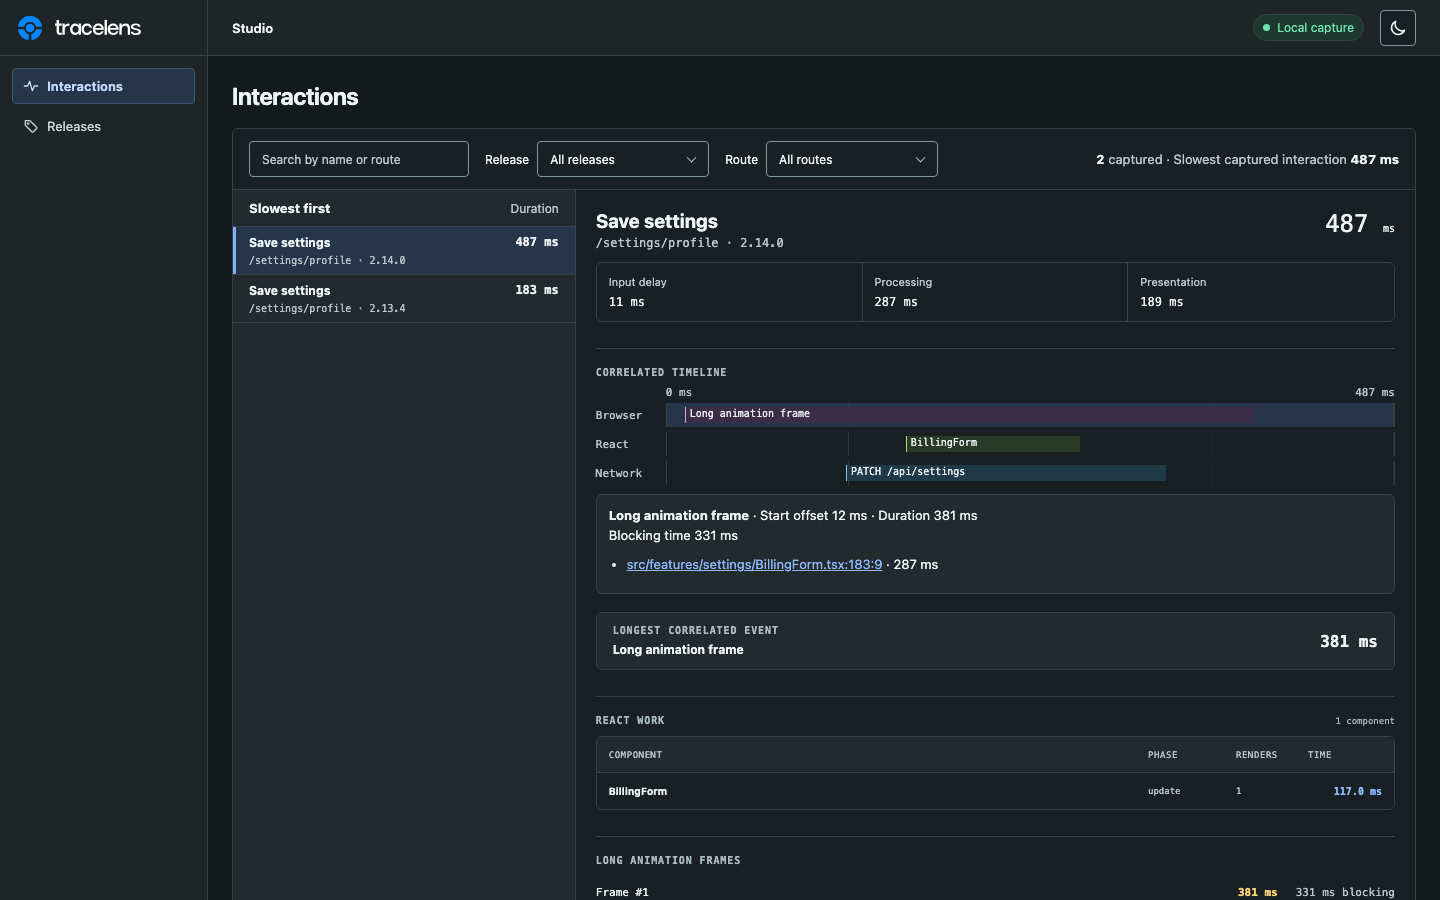 tracelens
Studio
Local capture
Interactions
Releases
Interactions
Search by name or route
Release
All releases
Route
All routes
2 captured · Slowest captured interaction 487 ms
Slowest first
Duration
Save settings
487 ms
/settings/profile · 2.14.0
Save settings
183 ms
/settings/profile · 2.13.4
Save settings
487 ms
/settings/profile · 2.14.0
Input delay
11 ms
Processing
287 ms
Presentation
189 ms
CORRELATED TIMELINE
0 ms
487 ms
Browser
Long animation frame
React
BillingForm
Network
PATCH /api/settings
Long animation frame · Start offset 12 ms · Duration 381 ms
Blocking time 331 ms
• src/features/settings/BillingForm.tsx:183:9 · 287 ms
LONGEST CORRELATED EVENT
Long animation frame
381 ms
REACT WORK
1 component
COMPONENT
PHASE
RENDERS
TIME
BillingForm
update
1
117.0 ms
LONG ANIMATION FRAMES
Frame #1
381 ms
331 ms blocking